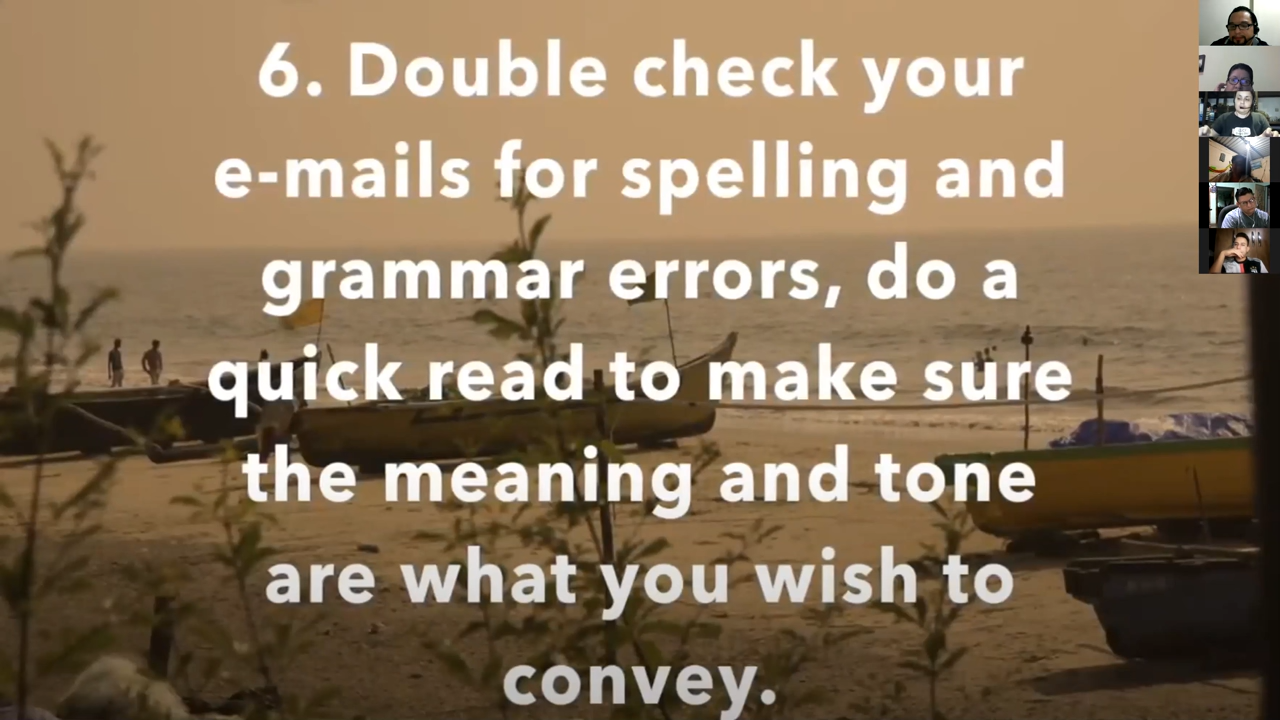 6. Double check your
e-mails for spelling and
grammar errors, do a
quick read to make sure
the meaning and tone
are what you wish to
convey.